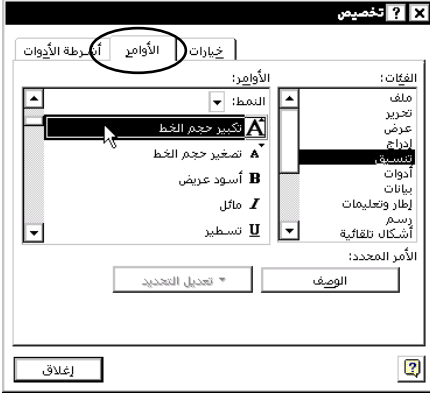 تخصيص
أشرطة الأدوات
الأوامر
خيارات
الفئات:
ملف
تحرير
عرض
إدراج
تنسيق
أدوات
بيانات
إطار وتعليمات
رسم
أشكال تلقائية
الأوامر:
النمط:
تكبير حجم الخط
تصغير حجم الخط
B أسود عريض
I مائل
U تسطير
الأمر المحدد:
الوصف
تعديل التحديد
إغلاق